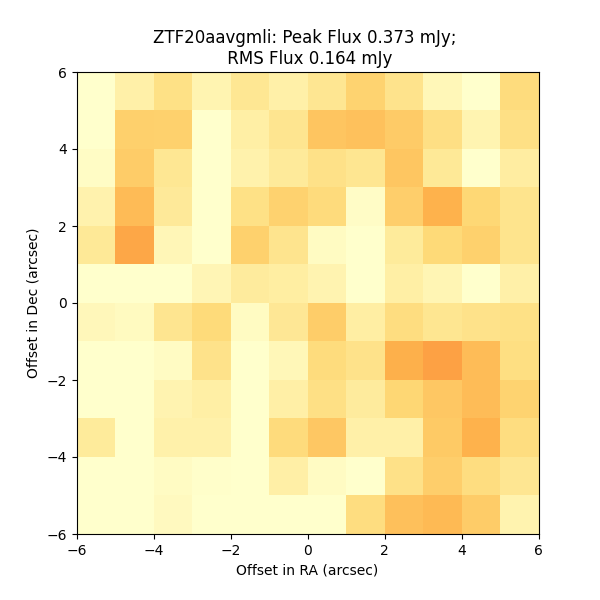 ZTF20aavgmli: Peak Flux 0.373 mJy;
RMS Flux 0.164 mJy
6
4
2
0
−2
−4
−6
Offset in Dec (arcsec)
−6 −4 −2 0 2 4 6
Offset in RA (arcsec)